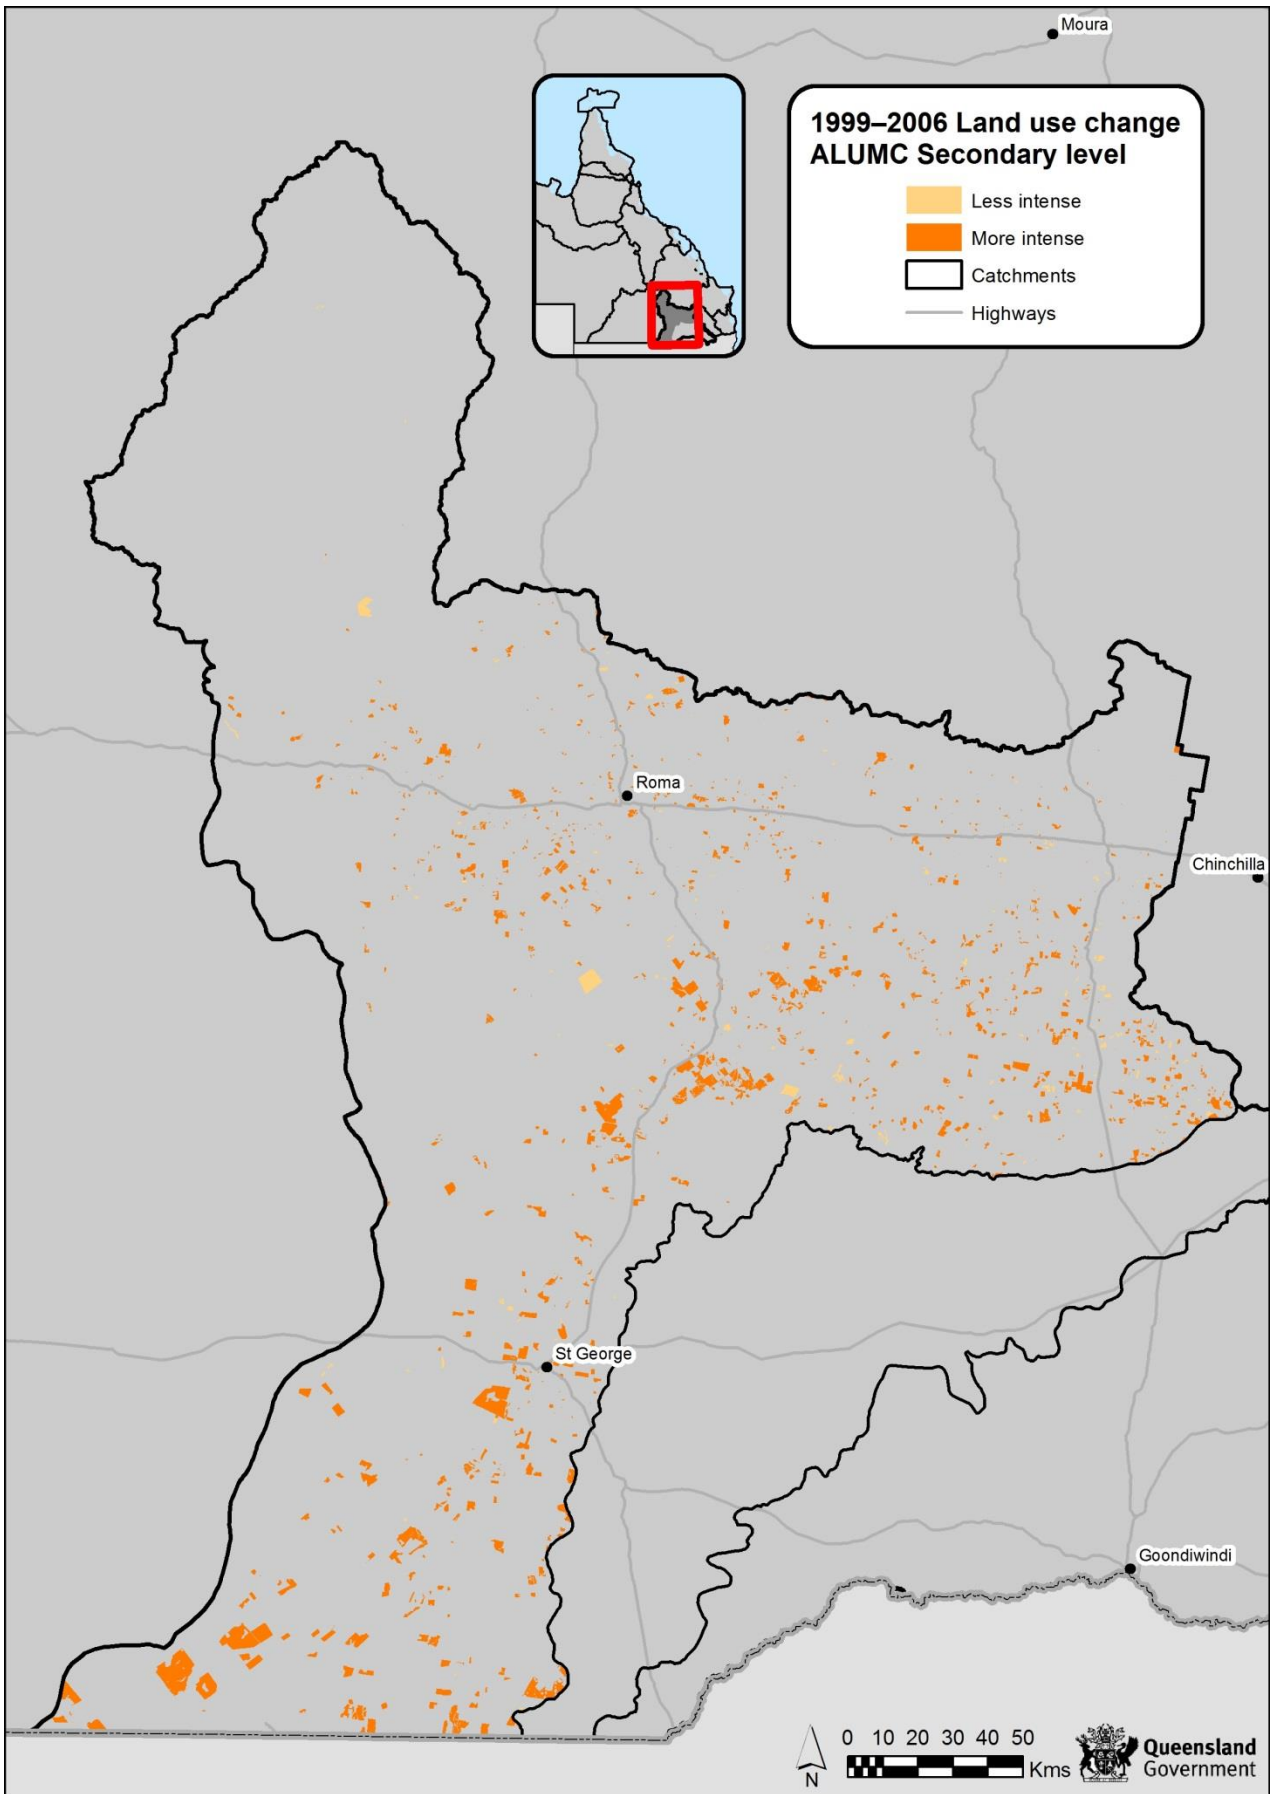 Moura
1999–2006 Land use change
ALUMC Secondary level
Less intense
More intense
Catchments
Highways
Roma
Chinchilla
St George
Goondiwindi
N
0 10 20 30 40 50
Kms
Queensland
Government